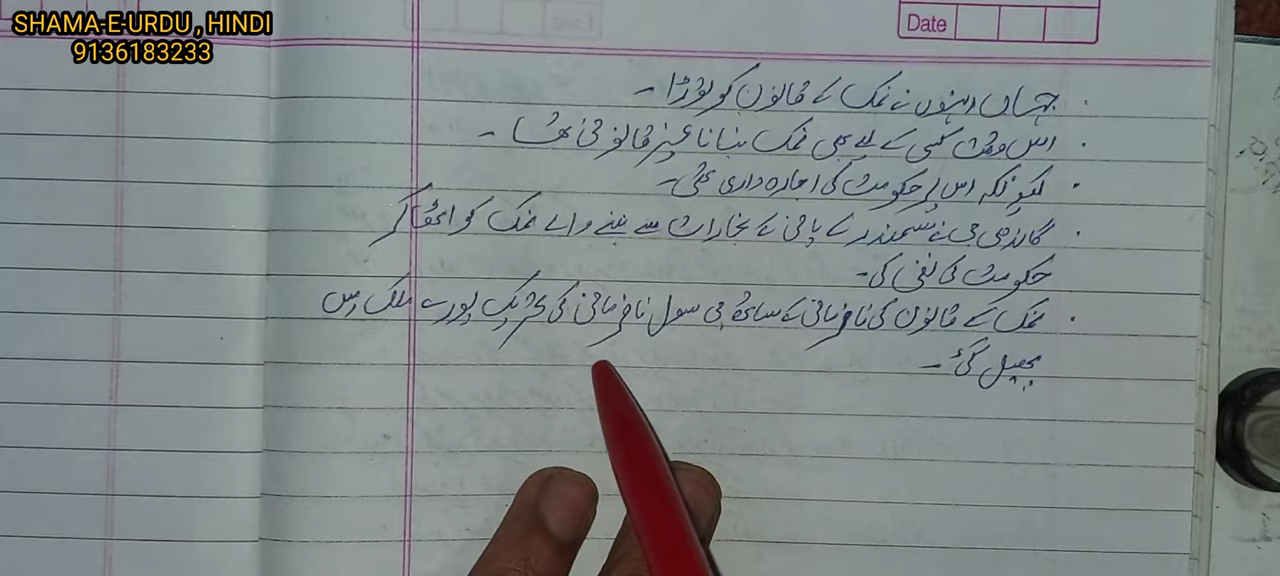 SHAMA-E-URDU , HINDI
9136183233
Date
۔ جہاں انہوں نے نمک کے قانون کو توڑا۔
۔ اس وقت کسی کے لیے بھی نمک بنانا غیر قانونی تھا۔
۔ کیونکہ اس پر حکومت کی اجارہ داری تھی۔
۔ گاندھی جی نے سمندر کے پانی کے بخارات سے بننے والے نمک کو اٹھا کر
حکومت کی نفی کی۔
۔ نمک کے قانون کی نافرمانی کے ساتھ ہی سول نافرمانی کی تحریک پورے ملک میں
پھیل گئی۔